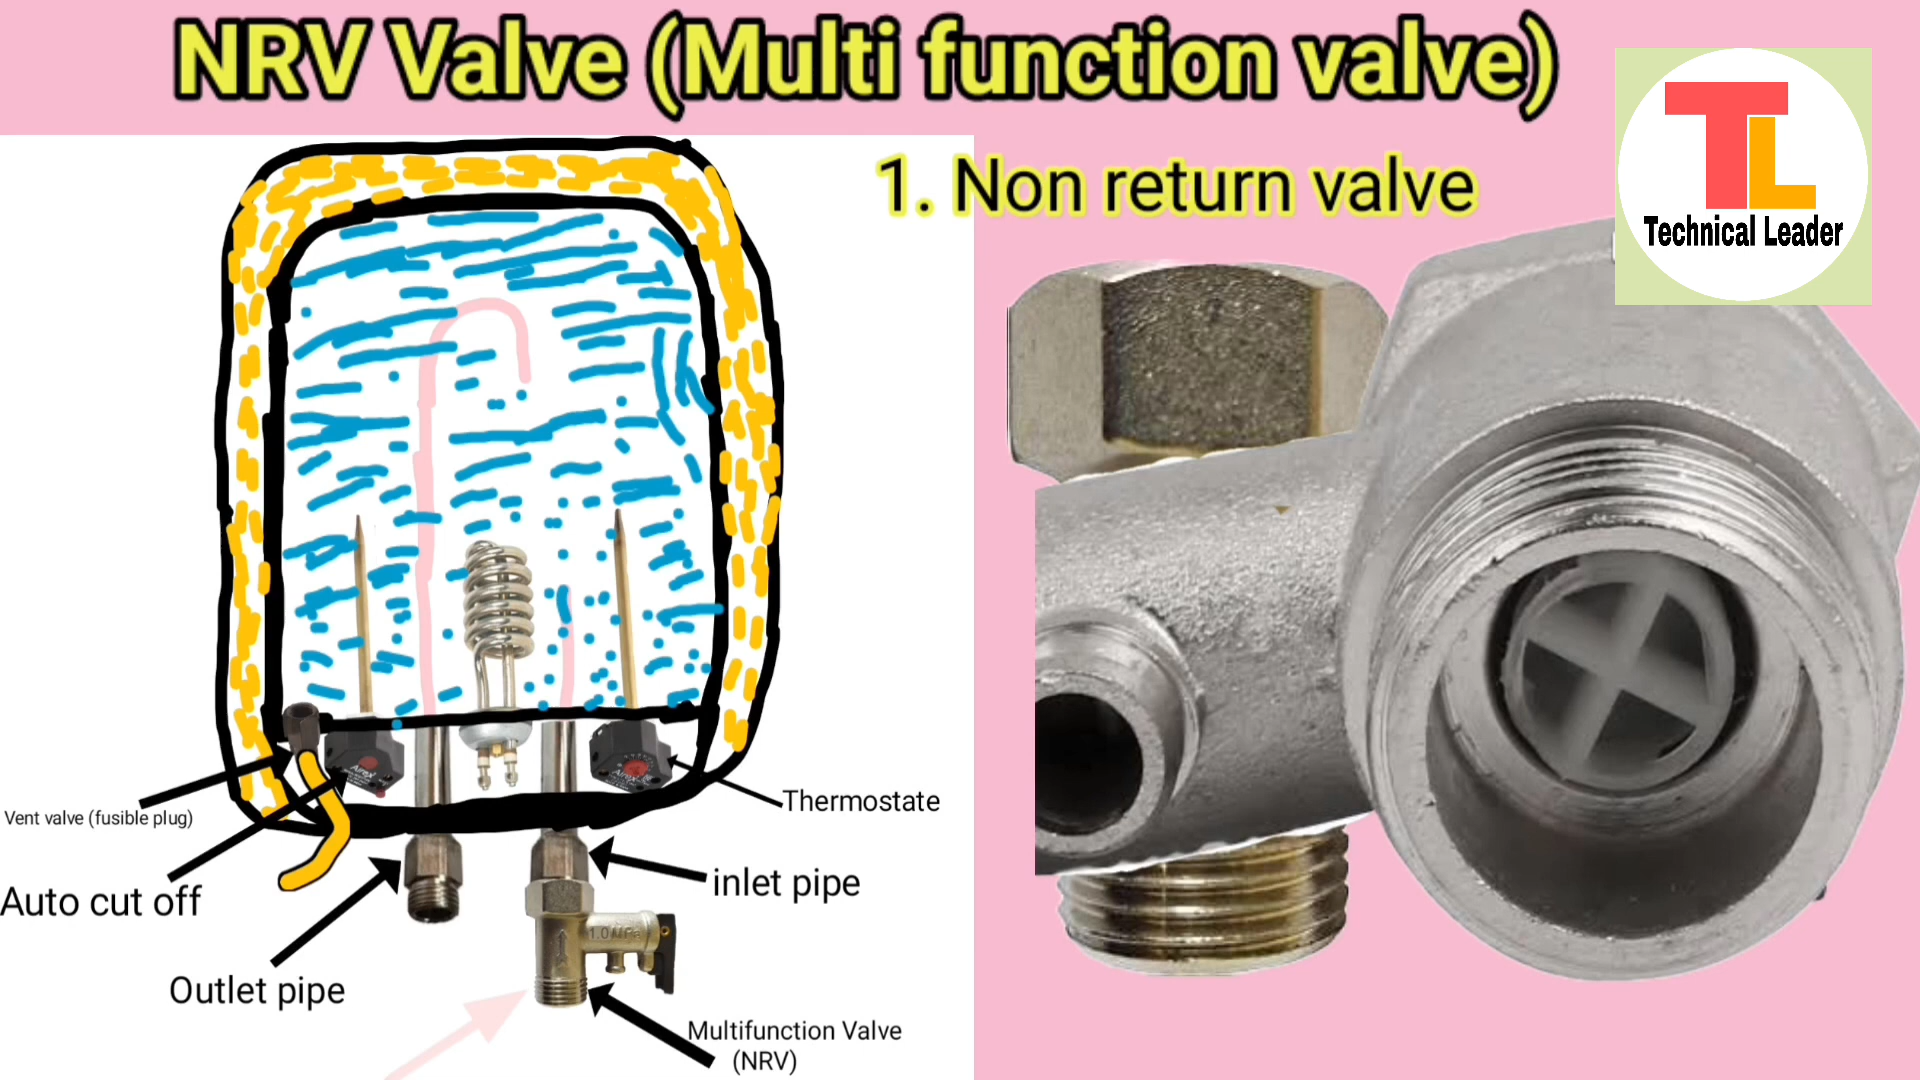 NRV Valve (Multi function valve)
1. Non return valve
TL
Technical Leader
Vent valve (fusible plug)
Auto cut off
Outlet pipe
Thermostate
inlet pipe
1.0 MPa
Multifunction Valve
(NRV)